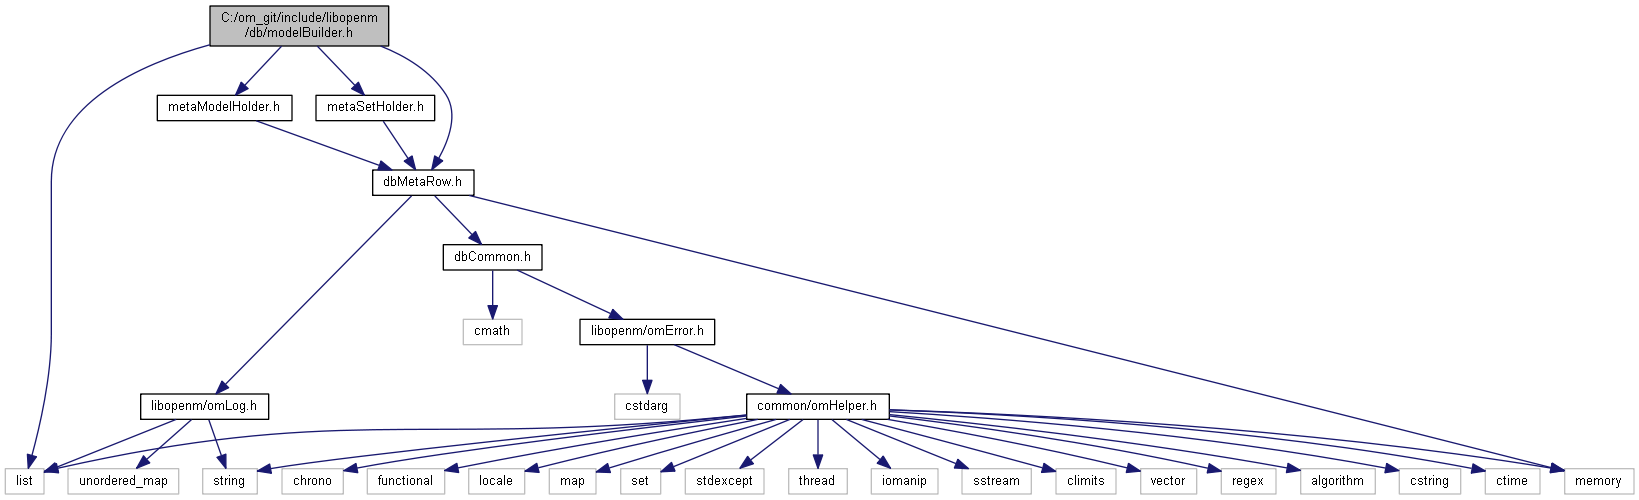 C:/om_git/include/libopenm
/db/modelBuilder.h
metaModelHolder.h
metaSetHolder.h
dbMetaRow.h
dbCommon.h
cmath
libopenm/omError.h
libopenm/omLog.h
cstdarg
common/omHelper.h
list
unordered_map
string
chrono
functional
locale
map
set
stdexcept
thread
iomanip
sstream
climits
vector
regex
algorithm
cstring
ctime
memory